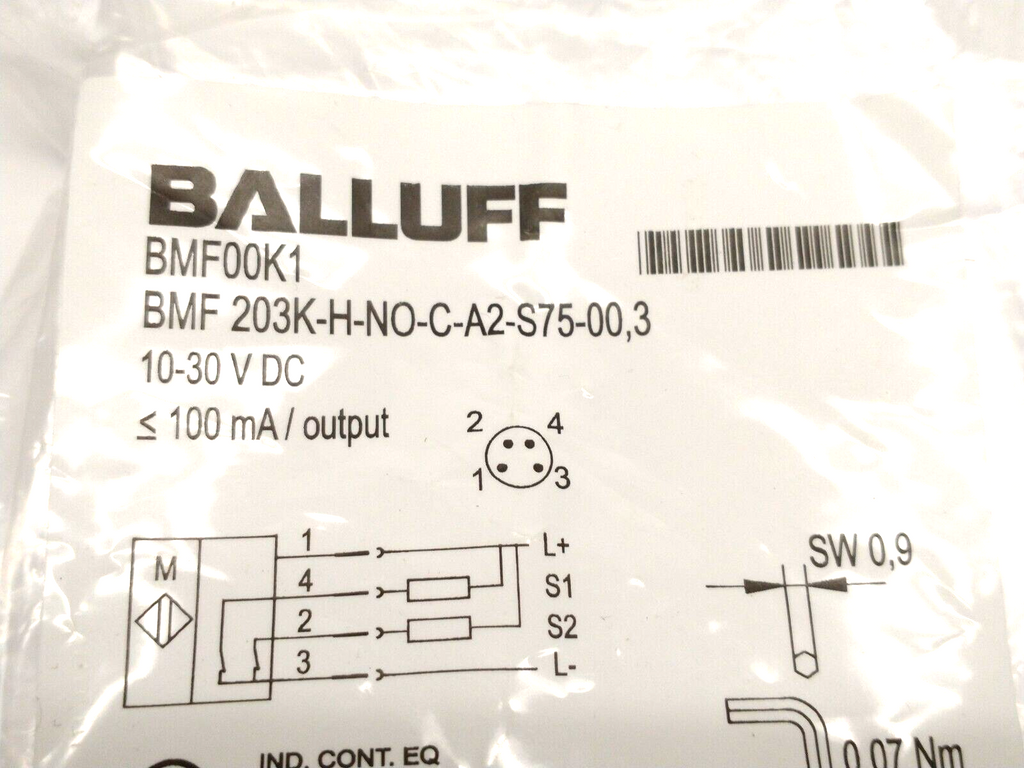 BALLUFF
BMF00K1
BMF 203K-H-NO-C-A2-S75-00,3
10-30 V DC
≤ 100 mA / output
2 4
1 3
M
1 L+
4 S1
2 S2
3 L-
SW 0,9
0,07 Nm
IND. CONT. EQ